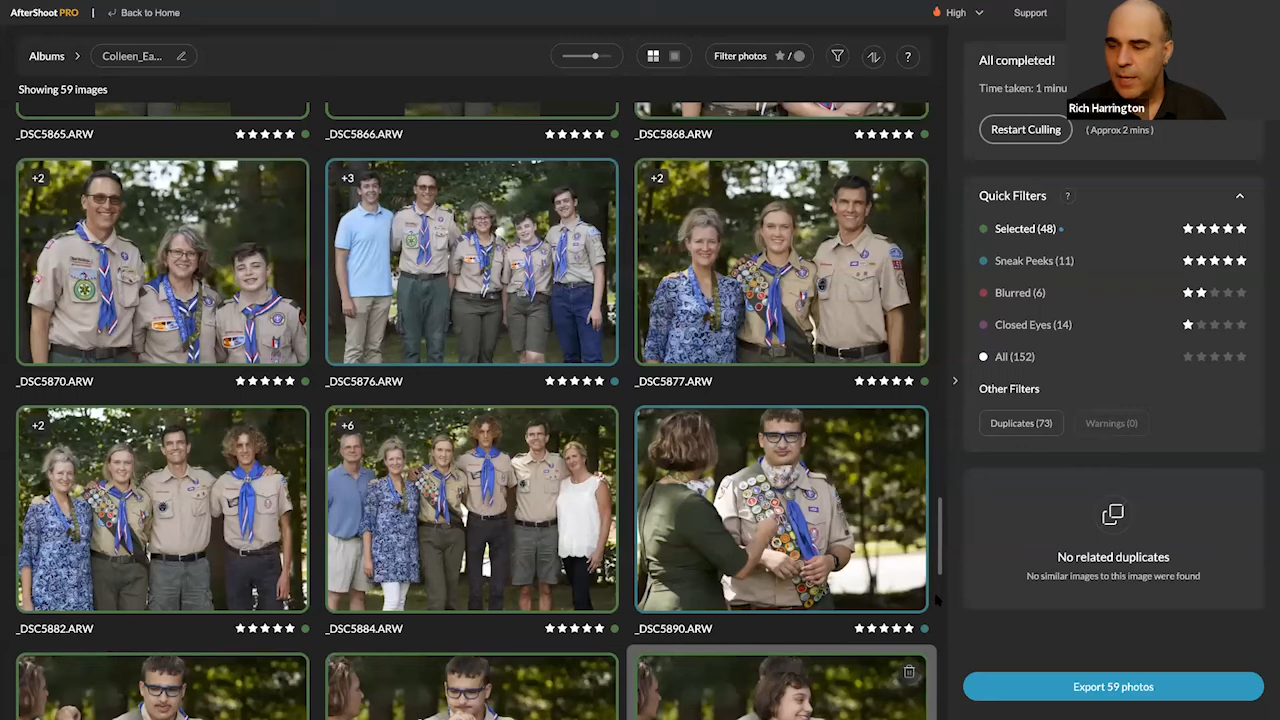 AfterShoot PRO | Back to Home
High
Support
Albums
Colleen_Ea...
Filter photos
/
?
Showing 59 images
All completed!
Time taken: 1 minu
Rich Harrington
Restart Culling
( Approx 2 mins )
_DSC5865.ARW
_DSC5866.ARW
_DSC5868.ARW
+2
+3
+2
Quick Filters ?
Selected (48)
Sneak Peeks (11)
Blurred (6)
Closed Eyes (14)
All (152)
Other Filters
Duplicates (73)
Warnings (0)
_DSC5870.ARW
_DSC5876.ARW
_DSC5877.ARW
+2
+6
No related duplicates
No similar images to this image were found
_DSC5882.ARW
_DSC5884.ARW
_DSC5890.ARW
Export 59 photos